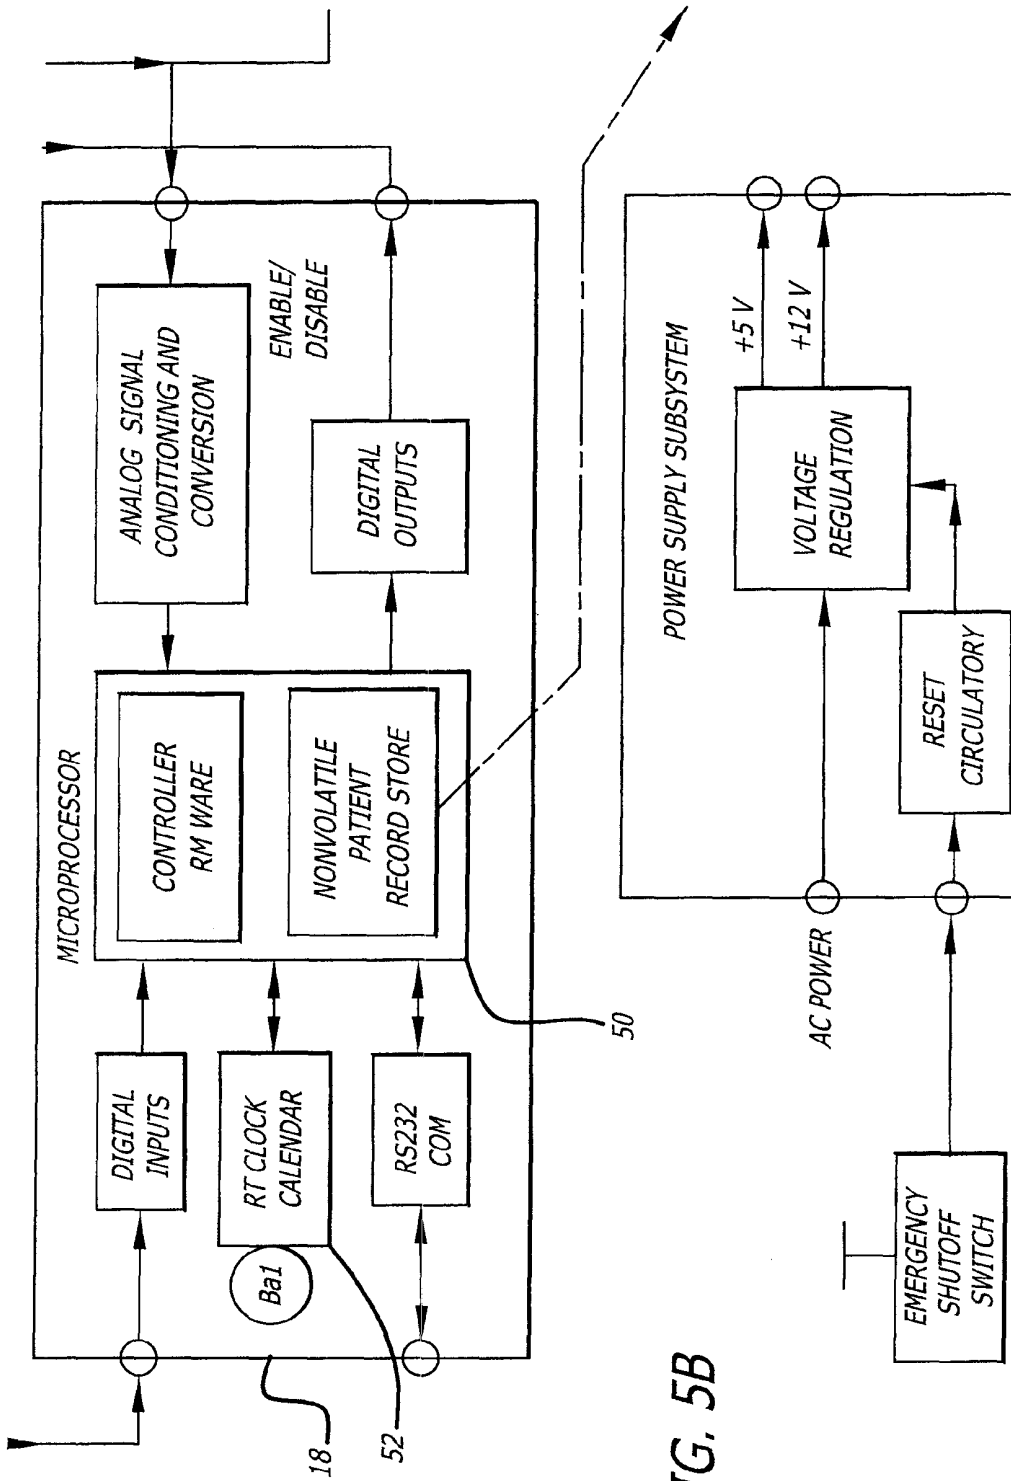 MICROPROCESSOR
DIGITAL
INPUTS
RT CLOCK
CALENDAR
Ba1
RS232
COM
CONTROLLER
RM WARE
NONVOLATILE
PATIENT
RECORD STORE
ANALOG SIGNAL
CONDITIONING AND
CONVERSION
ENABLE/
DISABLE
DIGITAL
OUTPUTS
18
52
50
POWER SUPPLY SUBSYSTEM
+5 V
+12 V
VOLTAGE
REGULATION
RESET
CIRCULATORY
AC POWER
EMERGENCY
SHUTOFF
SWITCH
IG. 5B